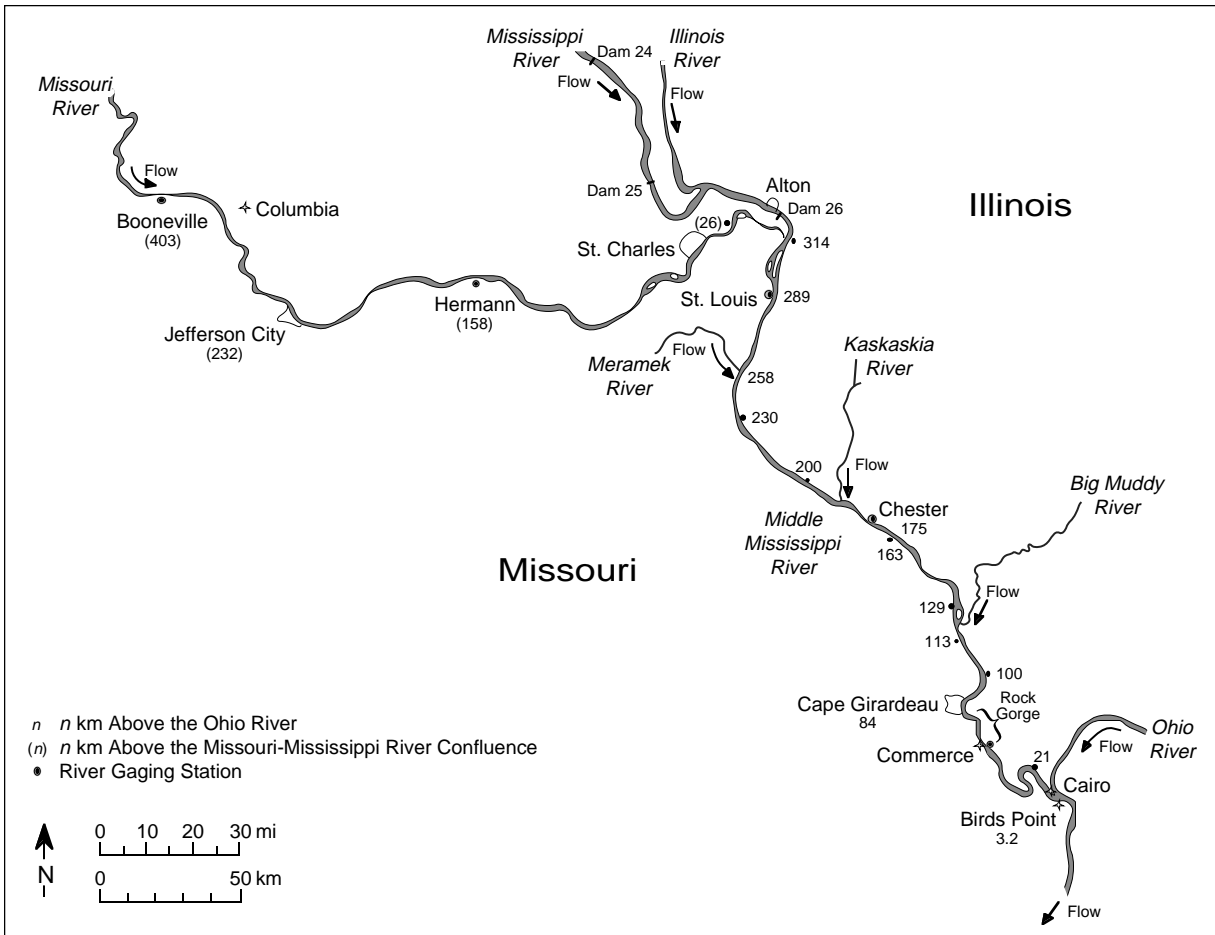 Mississippi
River
Dam 24
Illinois
River
Flow
Flow
Missouri
River
Flow
Booneville
(403)
Columbia
Dam 25
Alton
Dam 26
Illinois
(26)
314
St. Charles
St. Louis
289
Hermann
(158)
Jefferson City
(232)
Flow
Meramek
River
258
Kaskaskia
River
230
200
Flow
Chester
175
163
Middle
Mississippi
River
Big Muddy
River
Missouri
Flow
129
113
100
Cape Girardeau
84
Rock
Gorge
Commerce
Ohio
River
Flow
21
Cairo
Birds Point
3.2
Flow
n n km Above the Ohio River
(n) n km Above the Missouri-Mississippi River Confluence
River Gaging Station
N
0 10 20 30 mi
0 50 km